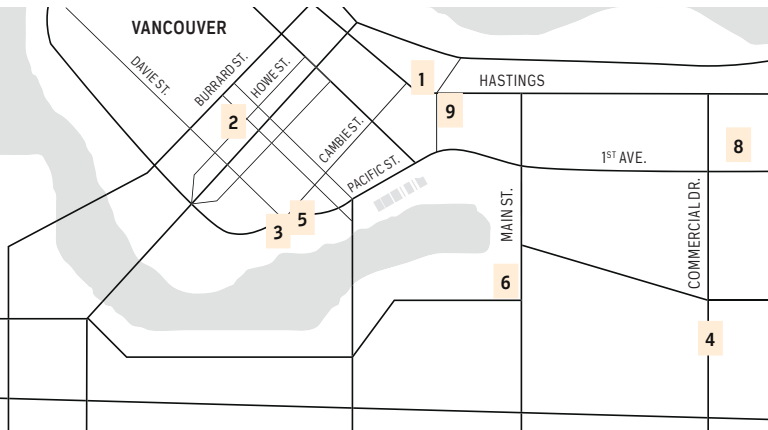 VANCOUVER
DAVIE ST.
BURRARD ST.
HOWE ST.
1
HASTINGS
9
2
CAMBIE ST.
8
1ST AVE.
PACIFIC ST.
MAIN ST.
COMMERCIAL DR.
5
3
6
4